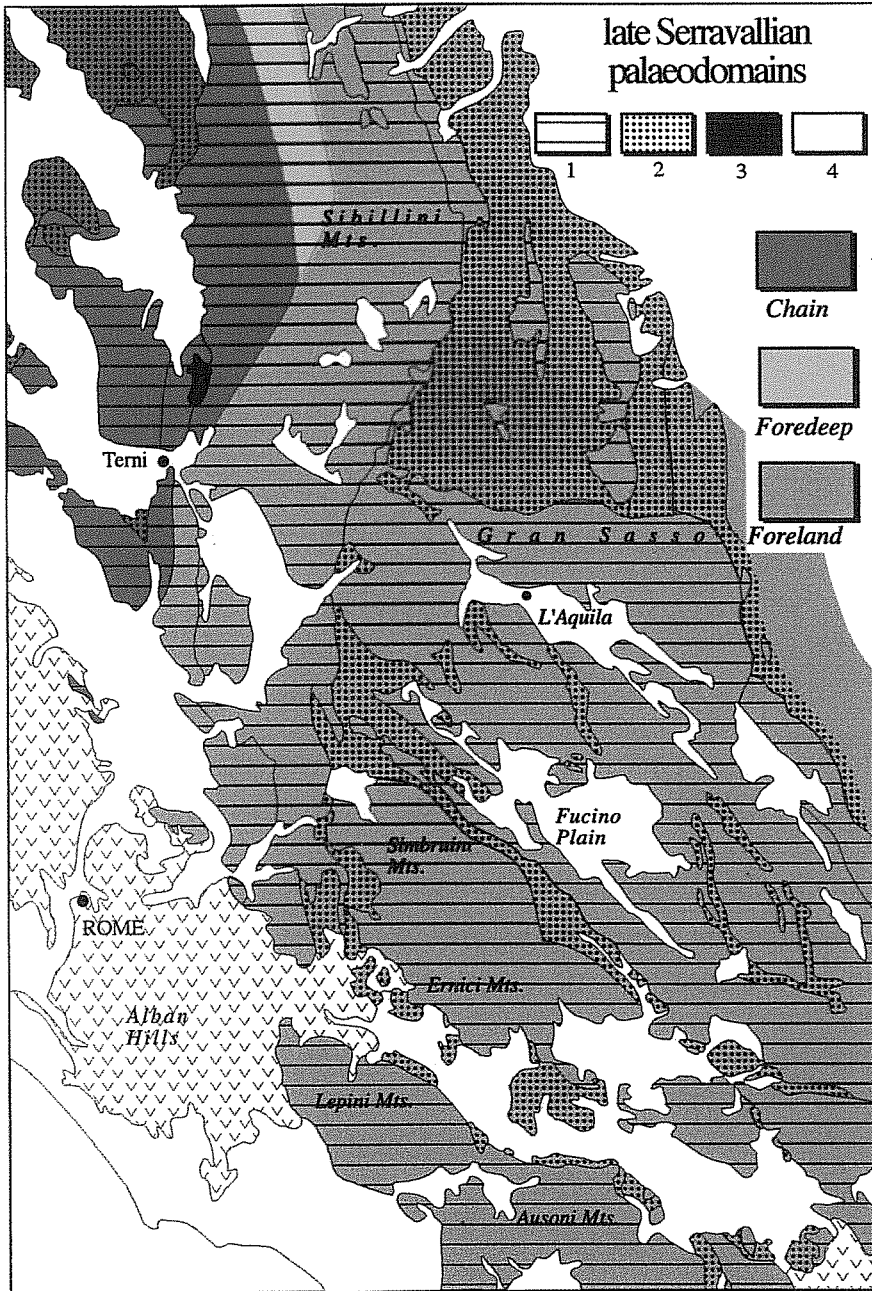 late Serravallian
palaeodomains
1 2 3 4
Chain
Foredeep
Foreland
Sibillini
Mts.
Terni
Gran Sasso
L'Aquila
Fucino
Plain
Simbruini
Mts.
ROME
Ernici Mts.
Alban
Hills
Lepini Mts.
Ausoni Mts.